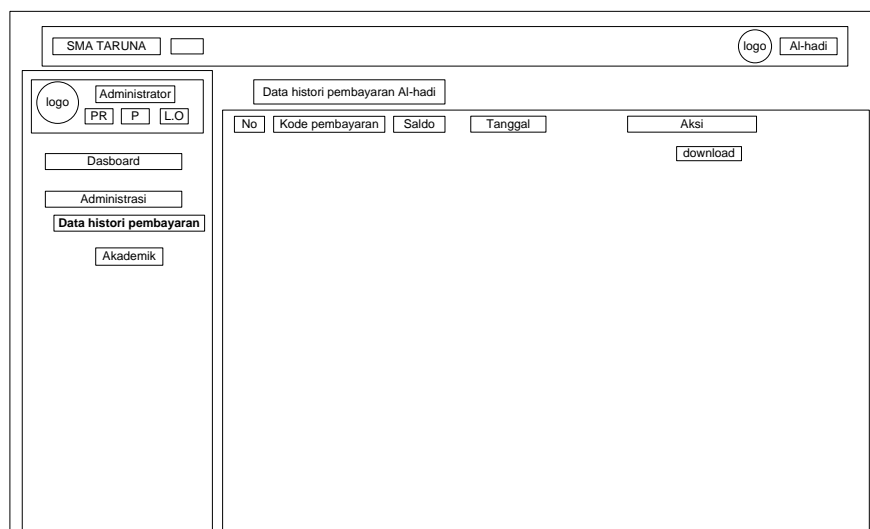 SMA TARUNA
logo Al-hadi
logo
Administrator
PR P L.O
Dasboard
Administrasi
Data histori pembayaran
Akademik
Data histori pembayaran Al-hadi
No Kode pembayaran Saldo Tanggal Aksi
download